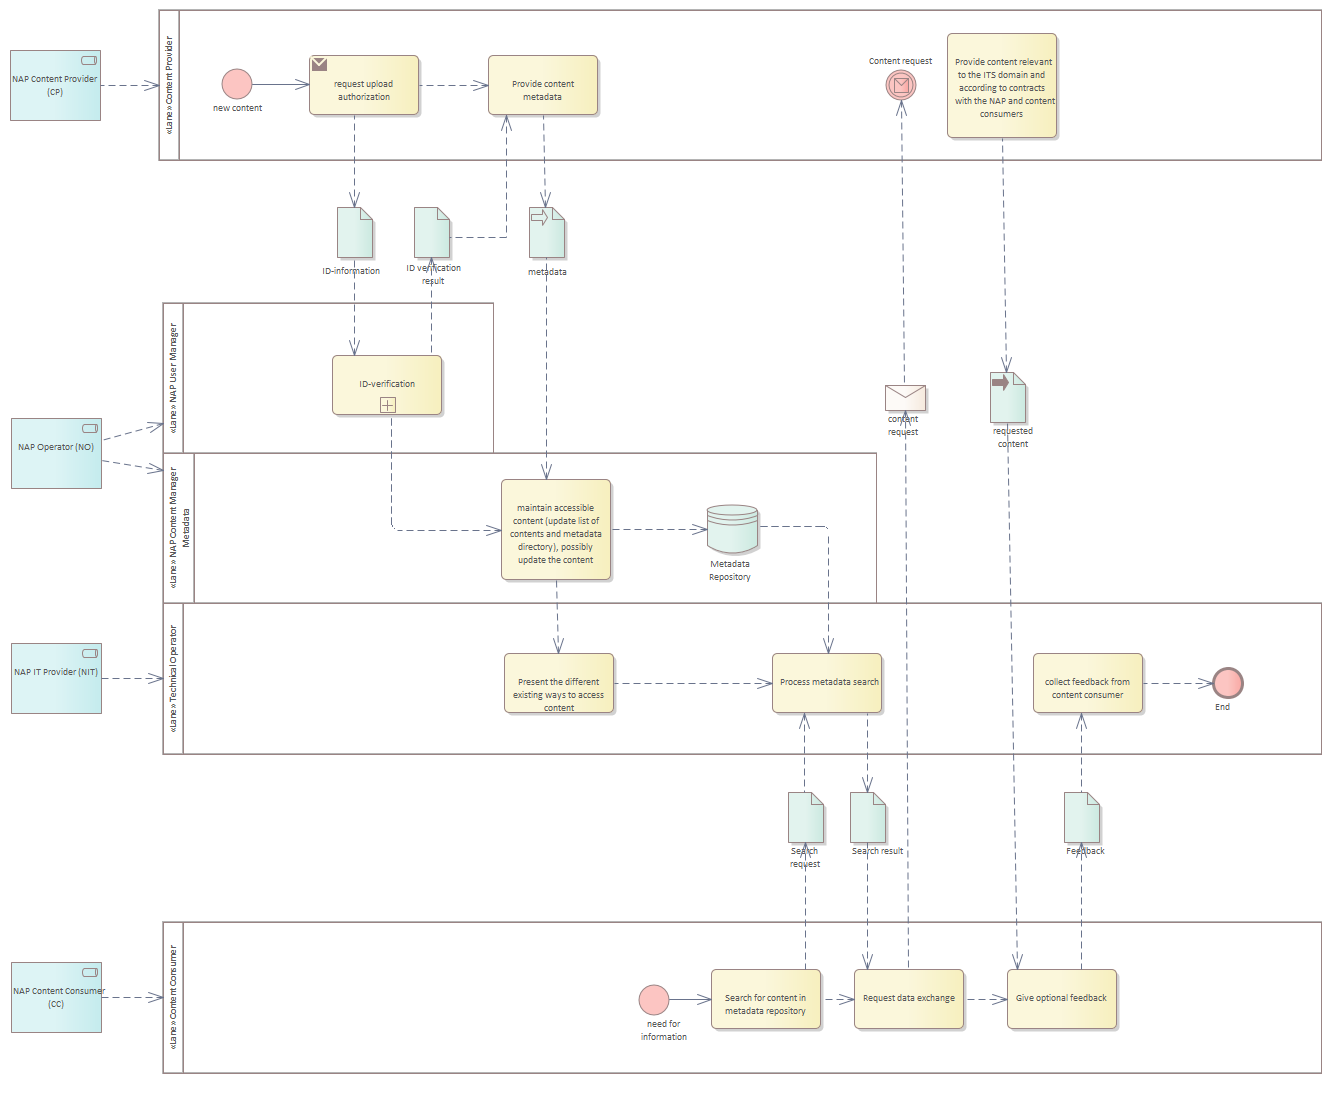 NAP Content Provider
(CP)
«Lane» Content Provider
new content
request upload
authorization
Provide content
metadata
Content request
Provide content relevant
to the ITS domain and
according to contracts
with the NAP and content
consumers
ID-information
ID verification
result
metadata
«Lane» NAP User Manager
ID-verification
content
request
requested
content
NAP Operator (NO)
«Lane» NAP Content Manager
Metadata
maintain accessible
content (update list of
contents and metadata
directory), possibly
update the content
Metadata
Repository
NAP IT Provider (NIT)
«Lane» Technical Operator
Present the different
existing ways to access
content
Process metadata search
collect feedback from
content consumer
End
Search
request
Search result
Feedback
NAP Content Consumer
(CC)
«Lane» Content Consumer
need for
information
Search for content in
metadata repository
Request data exchange
Give optional feedback